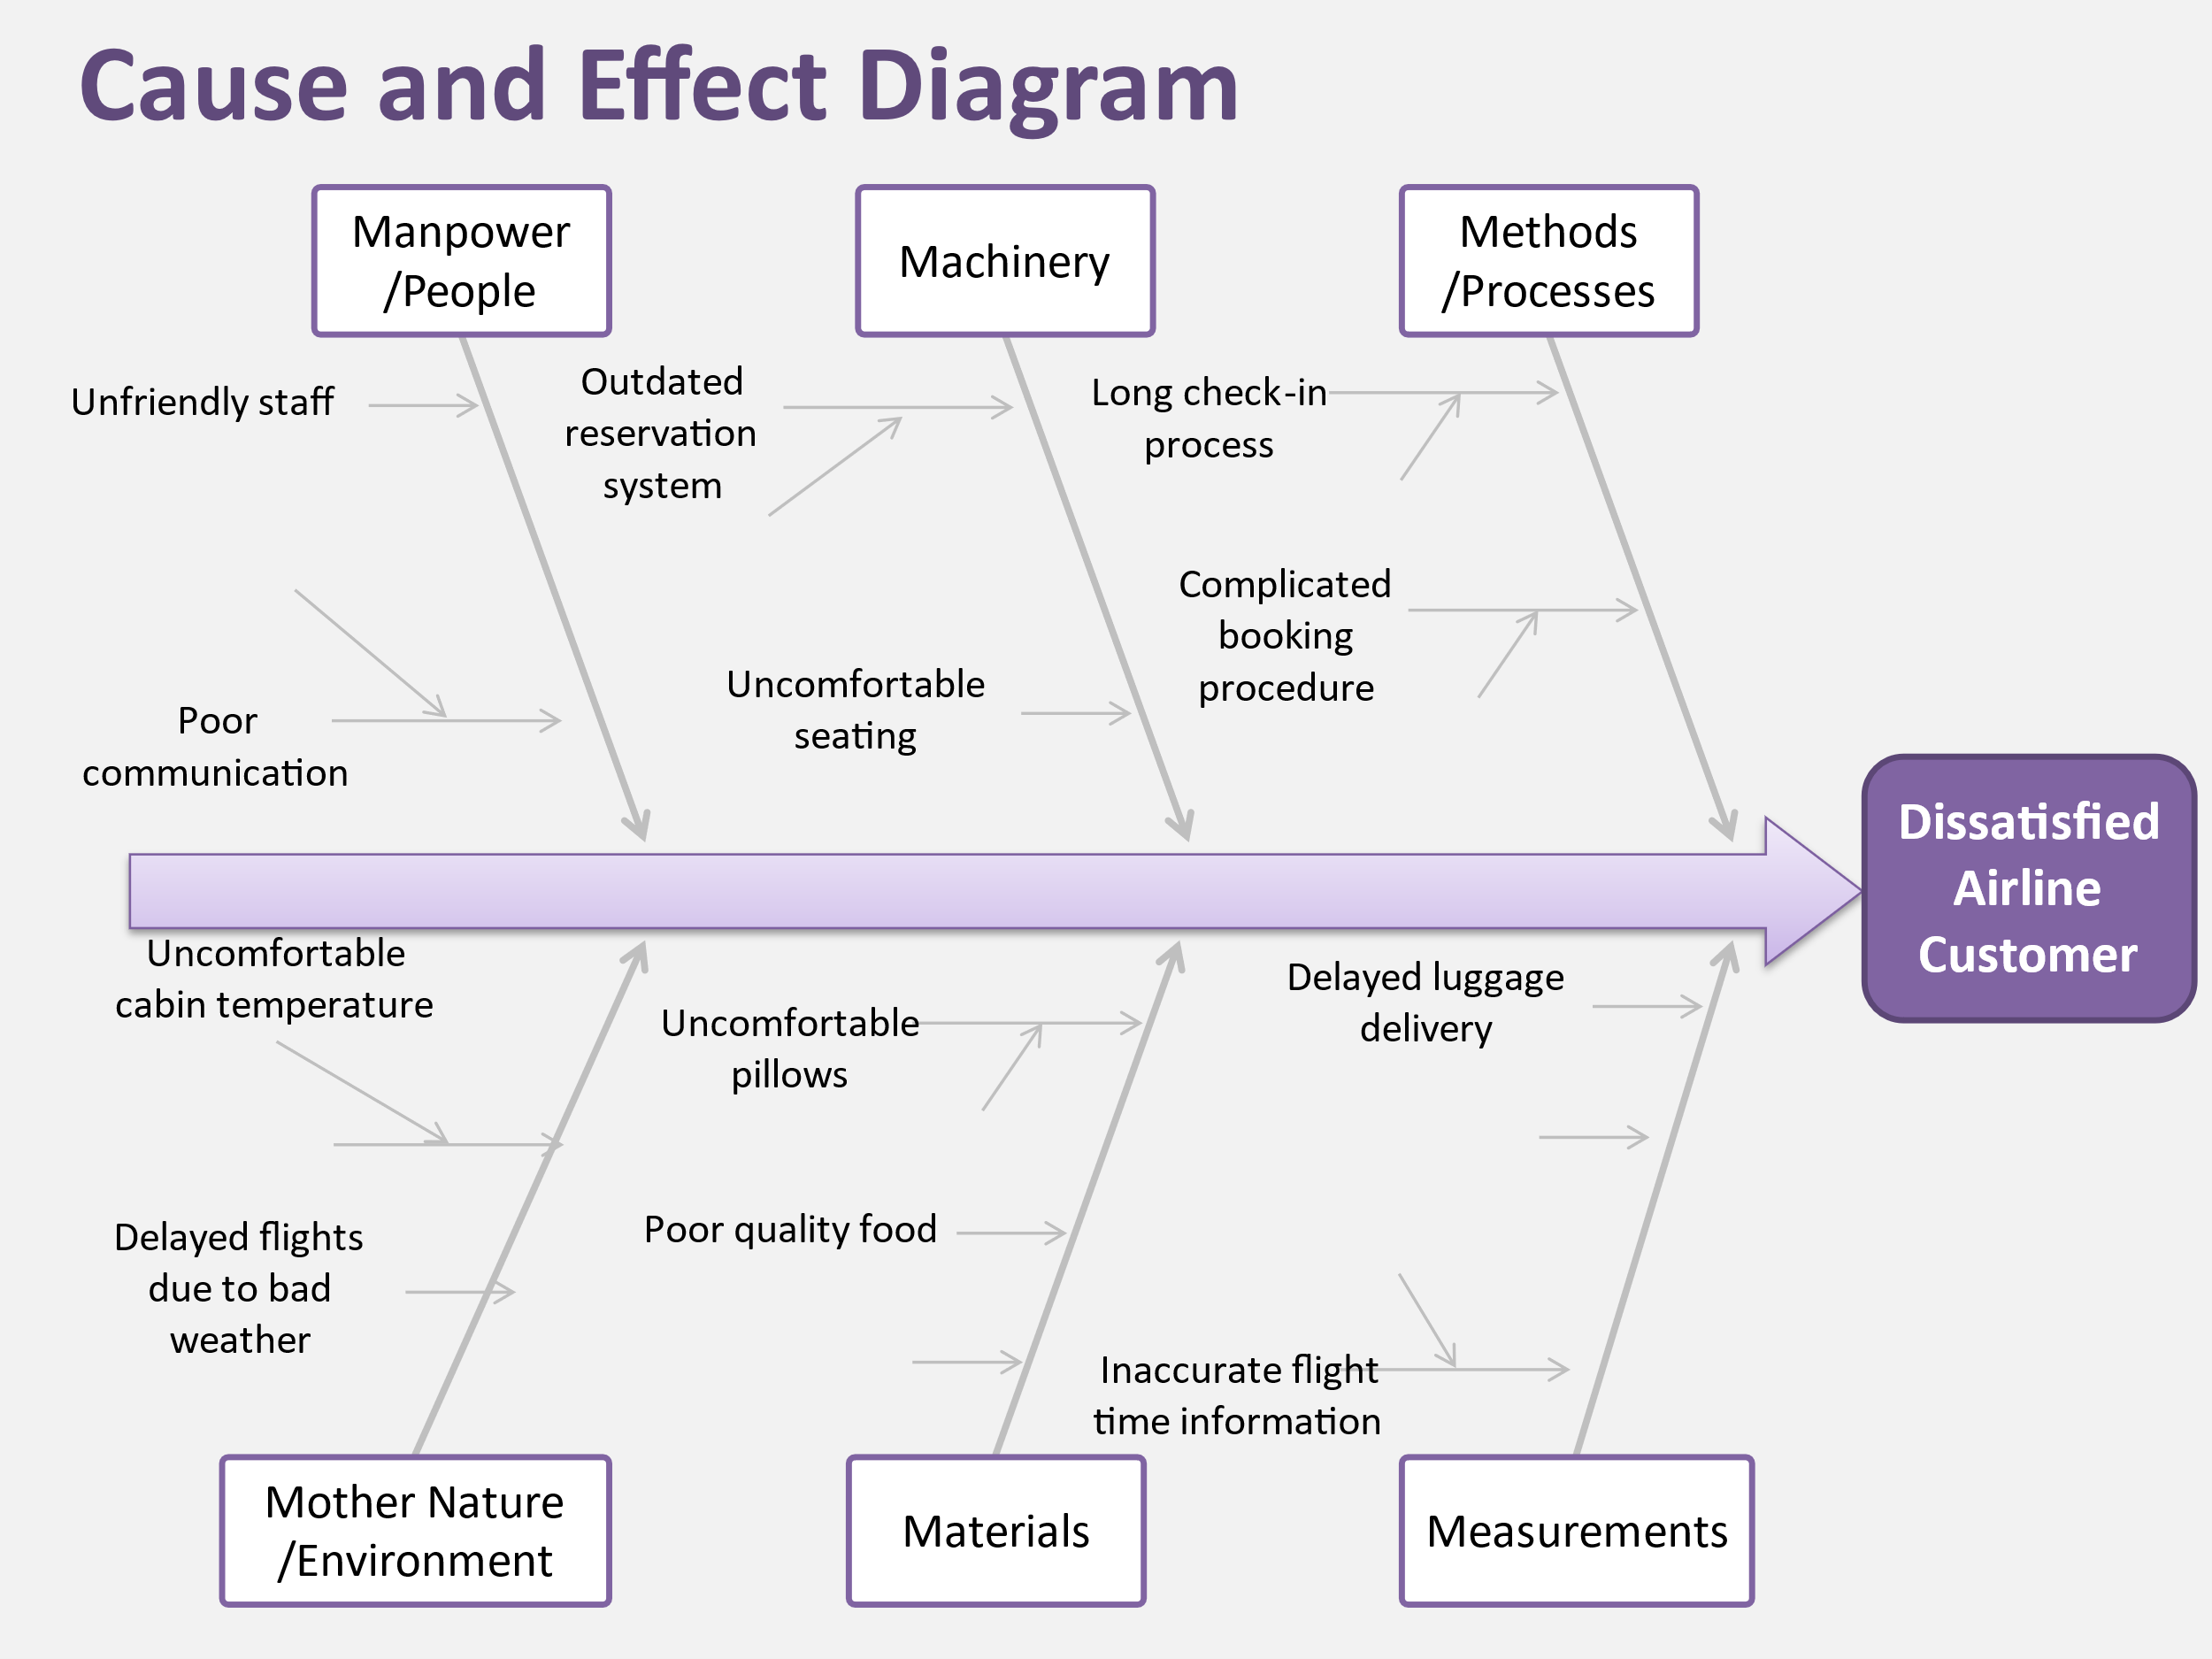 Cause and Effect Diagram
Manpower
/People
Machinery
Methods
/Processes
Unfriendly staff
Outdated
reservation
system
Long check-in
process
Poor
communication
Uncomfortable
seating
Complicated
booking
procedure
Dissatisfied
Airline
Customer
Uncomfortable
cabin temperature
Uncomfortable
pillows
Delayed luggage
delivery
Delayed flights
due to bad
weather
Poor quality food
Inaccurate flight
time information
Mother Nature
/Environment
Materials
Measurements